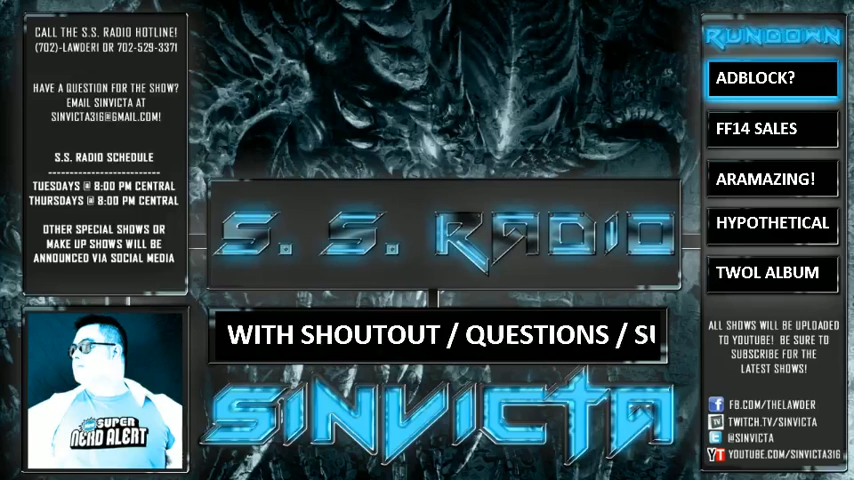 CALL THE S.S. RADIO HOTLINE!
(702)-LAWDERI OR 702-529-3371
HAVE A QUESTION FOR THE SHOW?
EMAIL SINVICTA AT
SINVICTA316@GMAIL.COM!
S.S. RADIO SCHEDULE
--------------------------
TUESDAYS @ 8:00 PM CENTRAL
THURSDAYS @ 8:00 PM CENTRAL
OTHER SPECIAL SHOWS OR
MAKE UP SHOWS WILL BE
ANNOUNCED VIA SOCIAL MEDIA
SUPER
NERD ALERT
S. S. RADIO
WITH SHOUTOUT / QUESTIONS / SU
SINVICTA
RUNDOWN
ADBLOCK?
FF14 SALES
ARAMAZING!
HYPOTHETICAL
TWOL ALBUM
ALL SHOWS WILL BE UPLOADED
TO YOUTUBE! BE SURE TO
SUBSCRIBE FOR THE
LATEST SHOWS!
FB.COM/THELAWDER
TWITCH.TV/SINVICTA
@SINVICTA
YT YOUTUBE.COM/SINVICTA316